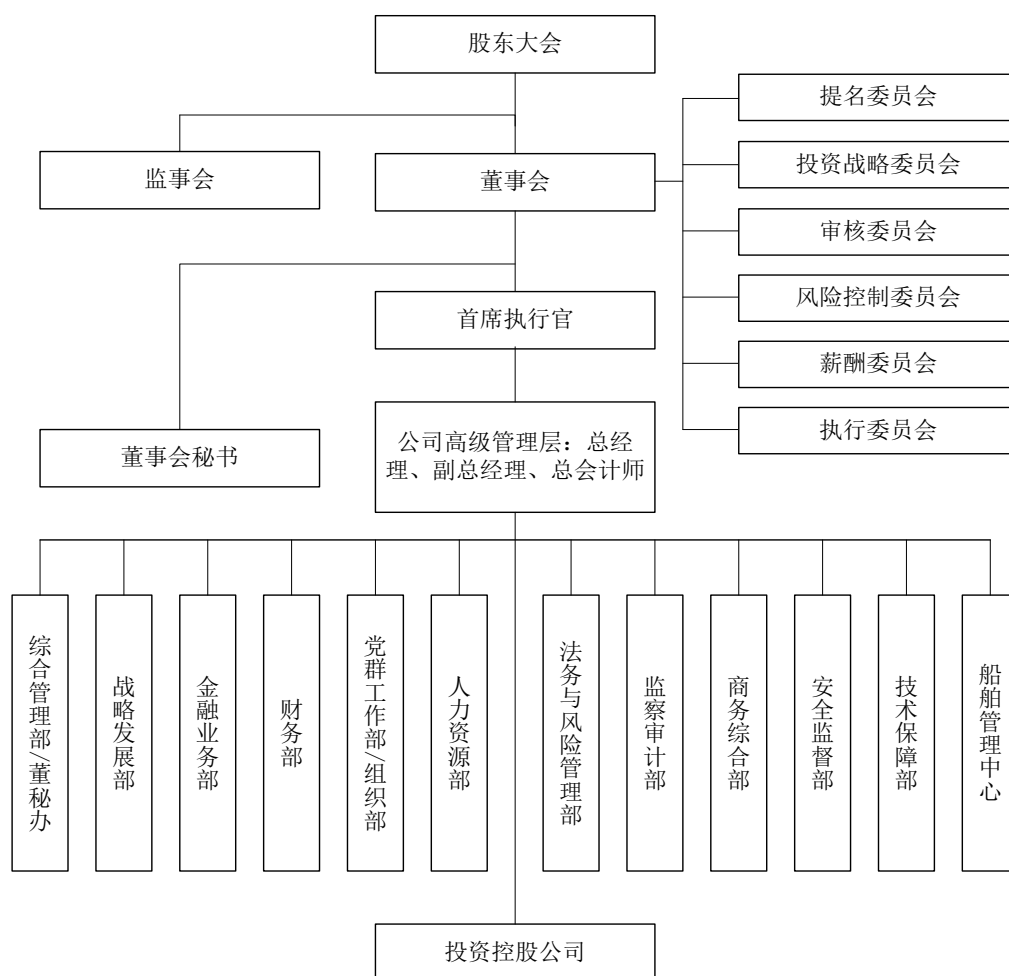 股东大会
提名委员会
监事会
董事会
投资战略委员会
审核委员会
首席执行官
风险控制委员会
薪酬委员会
董事会秘书
公司高级管理层：总经
理、副总经理、总会计师
执行委员会
综合管理部/董秘办
战略发展部
金融业务部
财务部
党群工作部/组织部
人力资源部
法务与风险管理部
监察审计部
商务综合部
安全监督部
技术保障部
船舶管理中心
投资控股公司